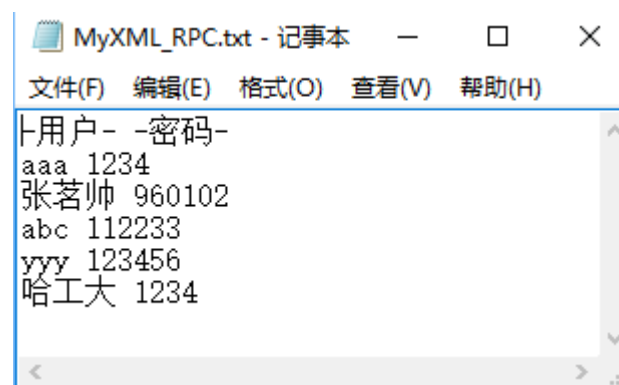 MyXML_RPC.txt - 记事本
文件(F) 编辑(E) 格式(O) 查看(V) 帮助(H)
-用户- -密码-
aaa 1234
张茗帅 960102
abc 112233
yyy 123456
哈工大 1234